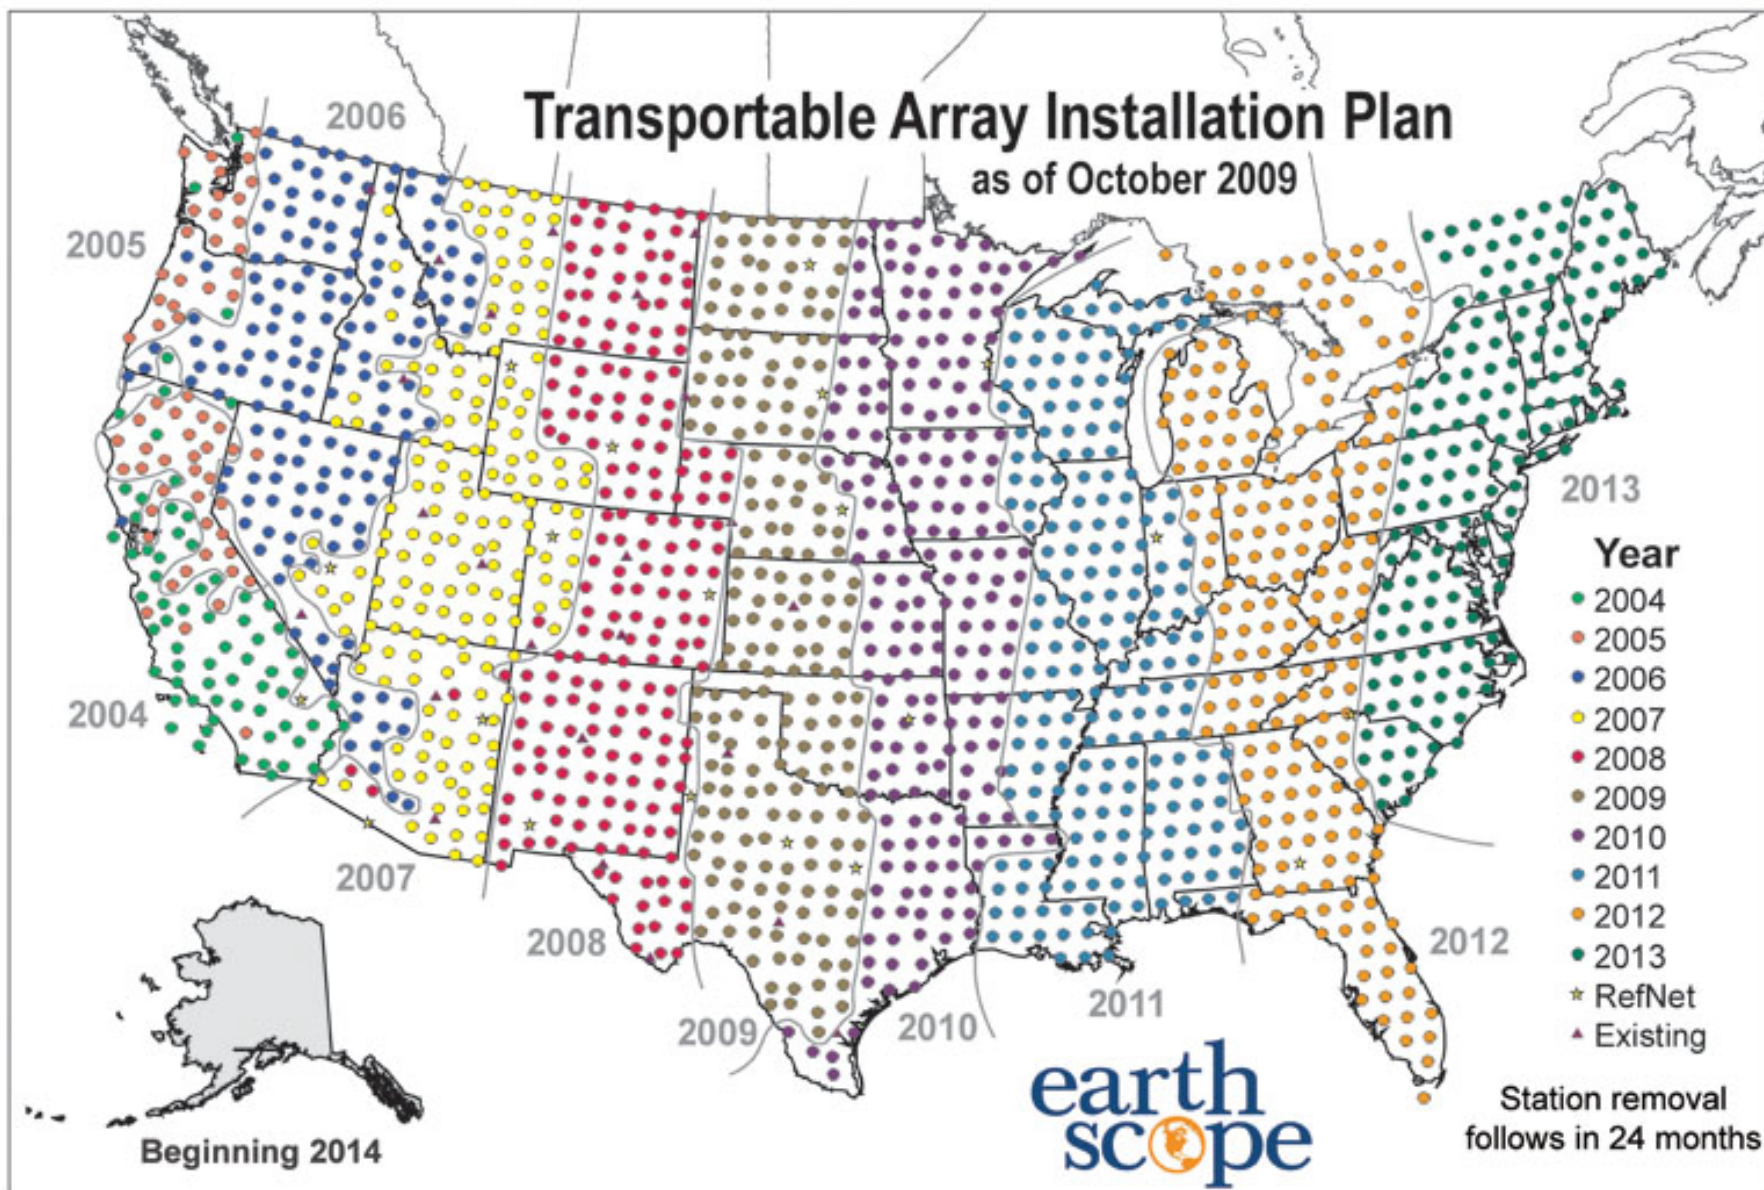 Transportable Array Installation Plan
as of October 2009
2006
2005
2004
2007
2008
2009
2010
2011
2012
2013
Year
2004
2005
2006
2007
2008
2009
2010
2011
2012
2013
RefNet
Existing
Station removal
follows in 24 months
Beginning 2014
earth
scope